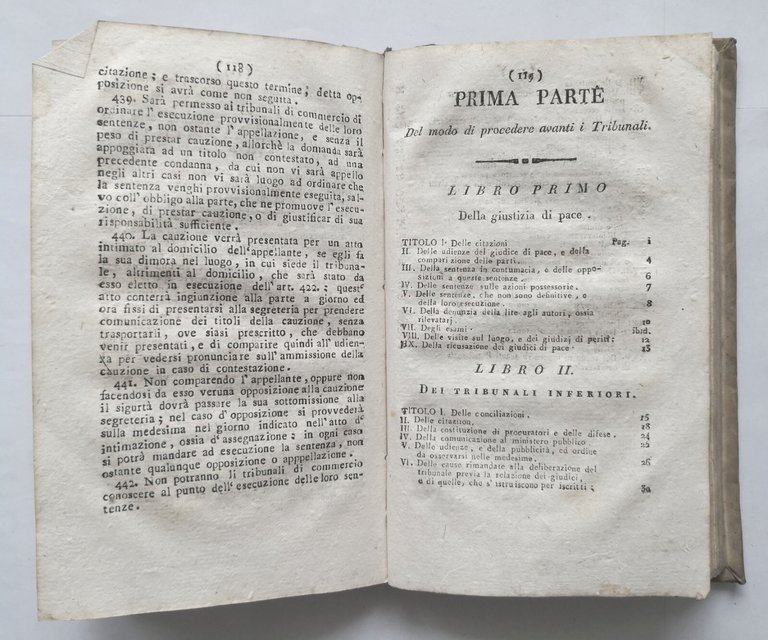 (118)
citazione; e trascorso questo termine, detta op-
posizione si avrà come non seguita.
439. Sarà permesso ai tribunali di commercio di
ordinare l'esecuzione provvisionalmente delle loro
sentenze, non ostante l'appellazione, e senza il
peso di prestar cauzione, allorchè la domanda sarà
appoggiata ad un titolo non contestato, ad una
precedente condanna, da cui non vi sarà appello
negli altri casi non vi sarà luogo ad ordinare che
la sentenza venghi provvisionalmente eseguita, sal-
vo coll'obbligo alla parte, che ne promuove l'esecu-
zione, di prestar cauzione, o di giustificar di sua
risponsabilità sufficiente.
440. La cauzione verrà presentata per un atto
intimato al domicilio dell'appellante, se egli fa
la sua dimora nel luogo, in cui siede il tribuna-
le, altrimenti al domicilio, che sarà stato da
esso eletto in esecuzione dell'art. 422.; quest'
atto conterrà ingiunzione alla parte a giorno ed
ora fissi di presentarsi alla segreteria per prendere
comunicazione dei titoli della cauzione, senza
trasportarli, ove siasi prescritto, che debbano
venir presentati, e di comparire quindi all'udien-
za per vedersi pronunciare sull'ammissione della
cauzione in caso di contestazione.
441. Non comparendo l'appellante, oppure non
facendosi da esso veruna opposizione alla cauzione
il sigurtà dovrà passare la sua sottomissione alla
segreteria; nel caso d'opposizione si provvederà
sulla medesima nel giorno indicato nell'atto d'
intimazione, ossia d'assegnazione: in ogni caso
si potrà mandare ad esecuzione la sentenza, non
ostante qualunque opposizione o apppellazione.
442. Non potranno li tribunali di commercio
conoscere al punto dell'esecuzione delle loro sen-
tenze.
(119)
PRIMA PARTE
Del modo di procedere avanti i Tribunali.
LIBRO PRIMO
Della giustizia di pace.
TITOLO I. Delle citazioni Pag. 1
II. Delle udienze del giudice di pace, e della
comparizione delle parti. 4
III. Della sentenza in contumacia, e delle oppo-
sizioni a queste sentenze. 6
IV. Delle sentenze sulle azioni possessorie. 7
V. Delle sentenze, che non sono definitive, e
della loro esecuzione. 8
VI. Della denunzia della lite agli autori, ossia
rilevatarj. 10
VII. Degli esami. ibid.
VIII. Delle visite sul luogo, e dei giudizj di periti: 12
IX. Della ricusazione dei giudici di pace. 13
LIBRO II.
DEI TRIBUNALI INFERIORI.
TITOLO I. Delle conciliazioni. 15
II. Delle citazion. 18
III. Della costituzione di procuratori e delle difese. 24
IV. Della comunicazione al ministero pubblico 22
V. Delle udienze, e della pubblicità, ed ordine
da osservarsi nelle medesime. 26
VI. Delle cause rimandate alla deliberazione del
tribunale previa la relazione dei giudici,
e di quelle, che s'istruiscono per iscritti; 30